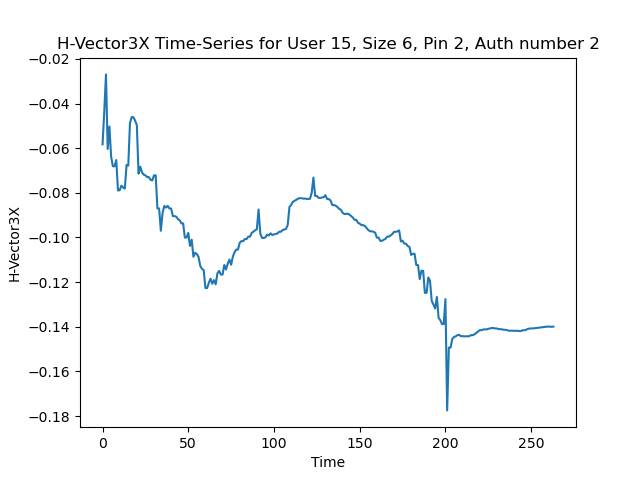 H-Vector3X Time-Series for User 15, Size 6, Pin 2, Auth number 2
−0.02
−0.04
−0.06
−0.08
−0.10
−0.12
−0.14
−0.16
−0.18
H-Vector3X
0 50 100 150 200 250
Time